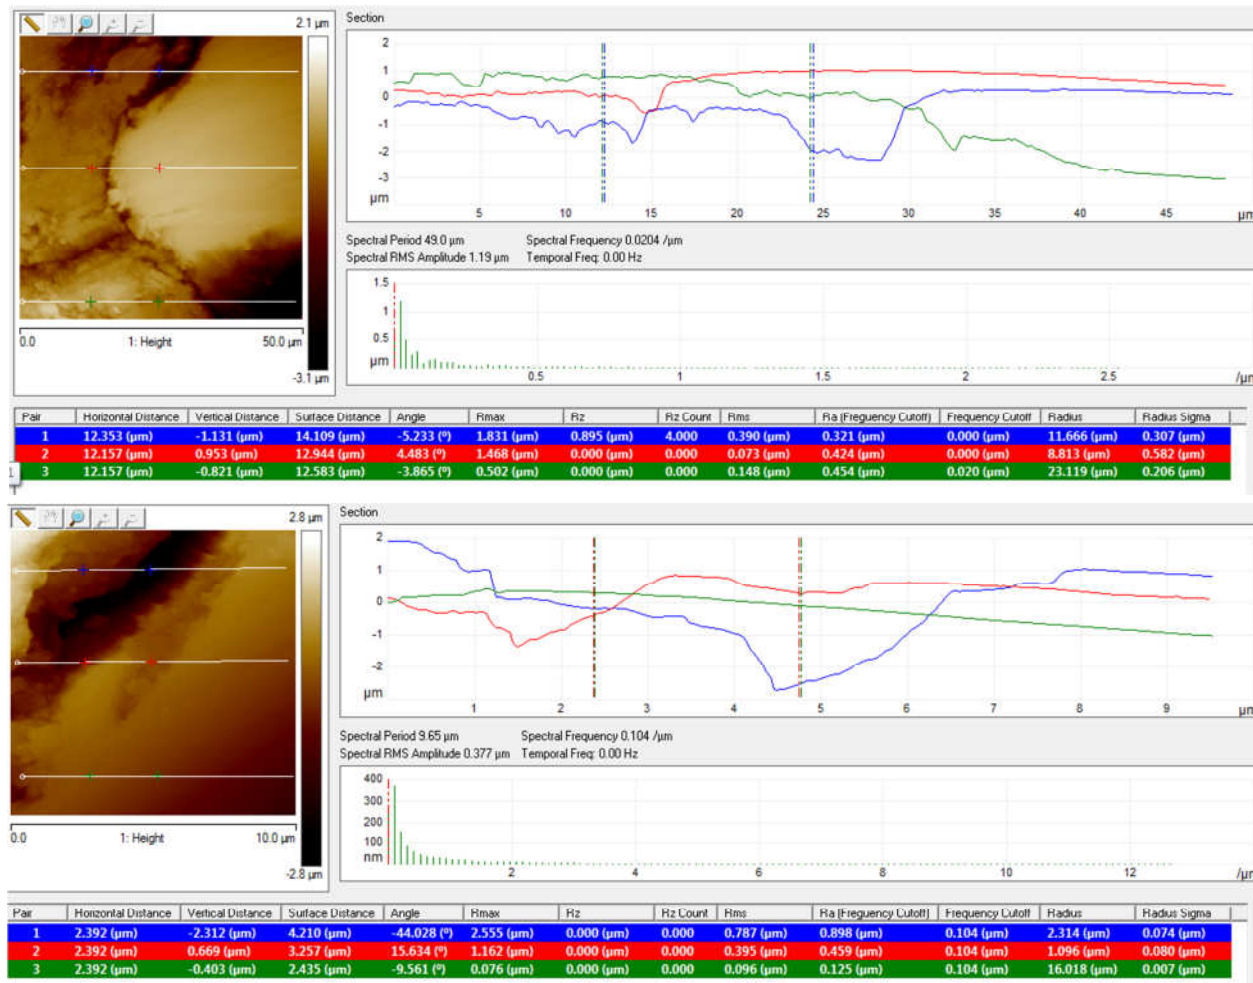 2.1 µm
Section
2
1
0
-1
-2
-3
µm
5 10 15 20 25 30 35 40 45 µm
0.0 1: Height 50.0 µm
-3.1 µm
Spectral Period 49.0 µm Spectral Frequency 0.0204 /µm
Spectral RMS Amplitude 1.19 µm Temporal Freq: 0.00 Hz
1.5
1
0.5
µm
0.5 1 1.5 2 2.5 /µm
Pair Horizontal Distance Vertical Distance Surface Distance Angle Rmax Rz Rz Count Rms Ra (Frequency Cutoff) Frequency Cutoff Radius Radius Sigma
1 12.353 (µm) -1.131 (µm) 14.109 (µm) -5.233 (º) 1.831 (µm) 0.895 (µm) 4.000 0.390 (µm) 0.321 (µm) 0.000 (µm) 11.666 (µm) 0.307 (µm)
2 12.157 (µm) 0.953 (µm) 12.944 (µm) 4.483 (º) 1.468 (µm) 0.000 (µm) 0.000 0.073 (µm) 0.424 (µm) 0.000 (µm) 8.813 (µm) 0.582 (µm)
3 12.157 (µm) -0.821 (µm) 12.583 (µm) -3.865 (º) 0.502 (µm) 0.000 (µm) 0.000 0.148 (µm) 0.454 (µm) 0.020 (µm) 23.119 (µm) 0.206 (µm)
2.8 µm
Section
2
1
0
-1
-2
µm
1 2 3 4 5 6 7 8 9 µm
0.0 1: Height 10.0 µm
-2.8 µm
Spectral Period 9.65 µm Spectral Frequency 0.104 /µm
Spectral RMS Amplitude 0.377 µm Temporal Freq: 0.00 Hz
400
300
200
100
nm
2 4 6 8 10 12 /µm
Pair Horizontal Distance Vertical Distance Surface Distance Angle Rmax Rz Rz Count Rms Ra (Frequency Cutoff) Frequency Cutoff Radius Radius Sigma
1 2.392 (µm) -2.312 (µm) 4.210 (µm) -44.028 (º) 2.555 (µm) 0.000 (µm) 0.000 0.787 (µm) 0.898 (µm) 0.104 (µm) 2.314 (µm) 0.074 (µm)
2 2.392 (µm) 0.669 (µm) 3.257 (µm) 15.634 (º) 1.162 (µm) 0.000 (µm) 0.000 0.395 (µm) 0.459 (µm) 0.104 (µm) 1.096 (µm) 0.080 (µm)
3 2.392 (µm) -0.403 (µm) 2.435 (µm) -9.561 (º) 0.076 (µm) 0.000 (µm) 0.000 0.096 (µm) 0.125 (µm) 0.104 (µm) 16.018 (µm) 0.007 (µm)